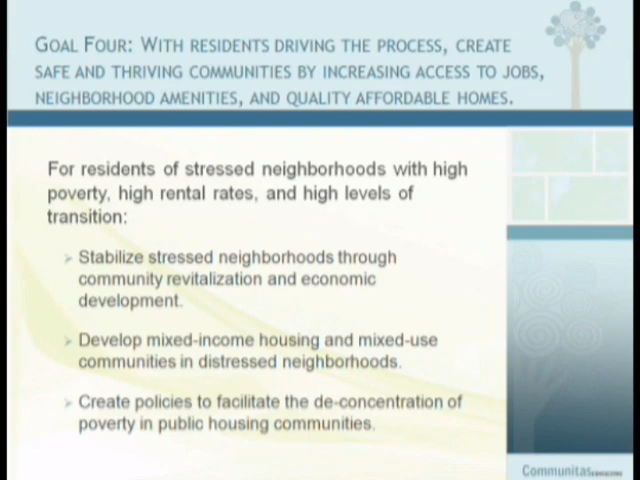 GOAL FOUR: WITH RESIDENTS DRIVING THE PROCESS, CREATE
SAFE AND THRIVING COMMUNITIES BY INCREASING ACCESS TO JOBS,
NEIGHBORHOOD AMENITIES, AND QUALITY AFFORDABLE HOMES.
For residents of stressed neighborhoods with high
poverty, high rental rates, and high levels of
transition:
Stabilize stressed neighborhoods through
community revitalization and economic
development.
Develop mixed-income housing and mixed-use
communities in distressed neighborhoods.
Create policies to facilitate the de-concentration of
poverty in public housing communities.
Communitas